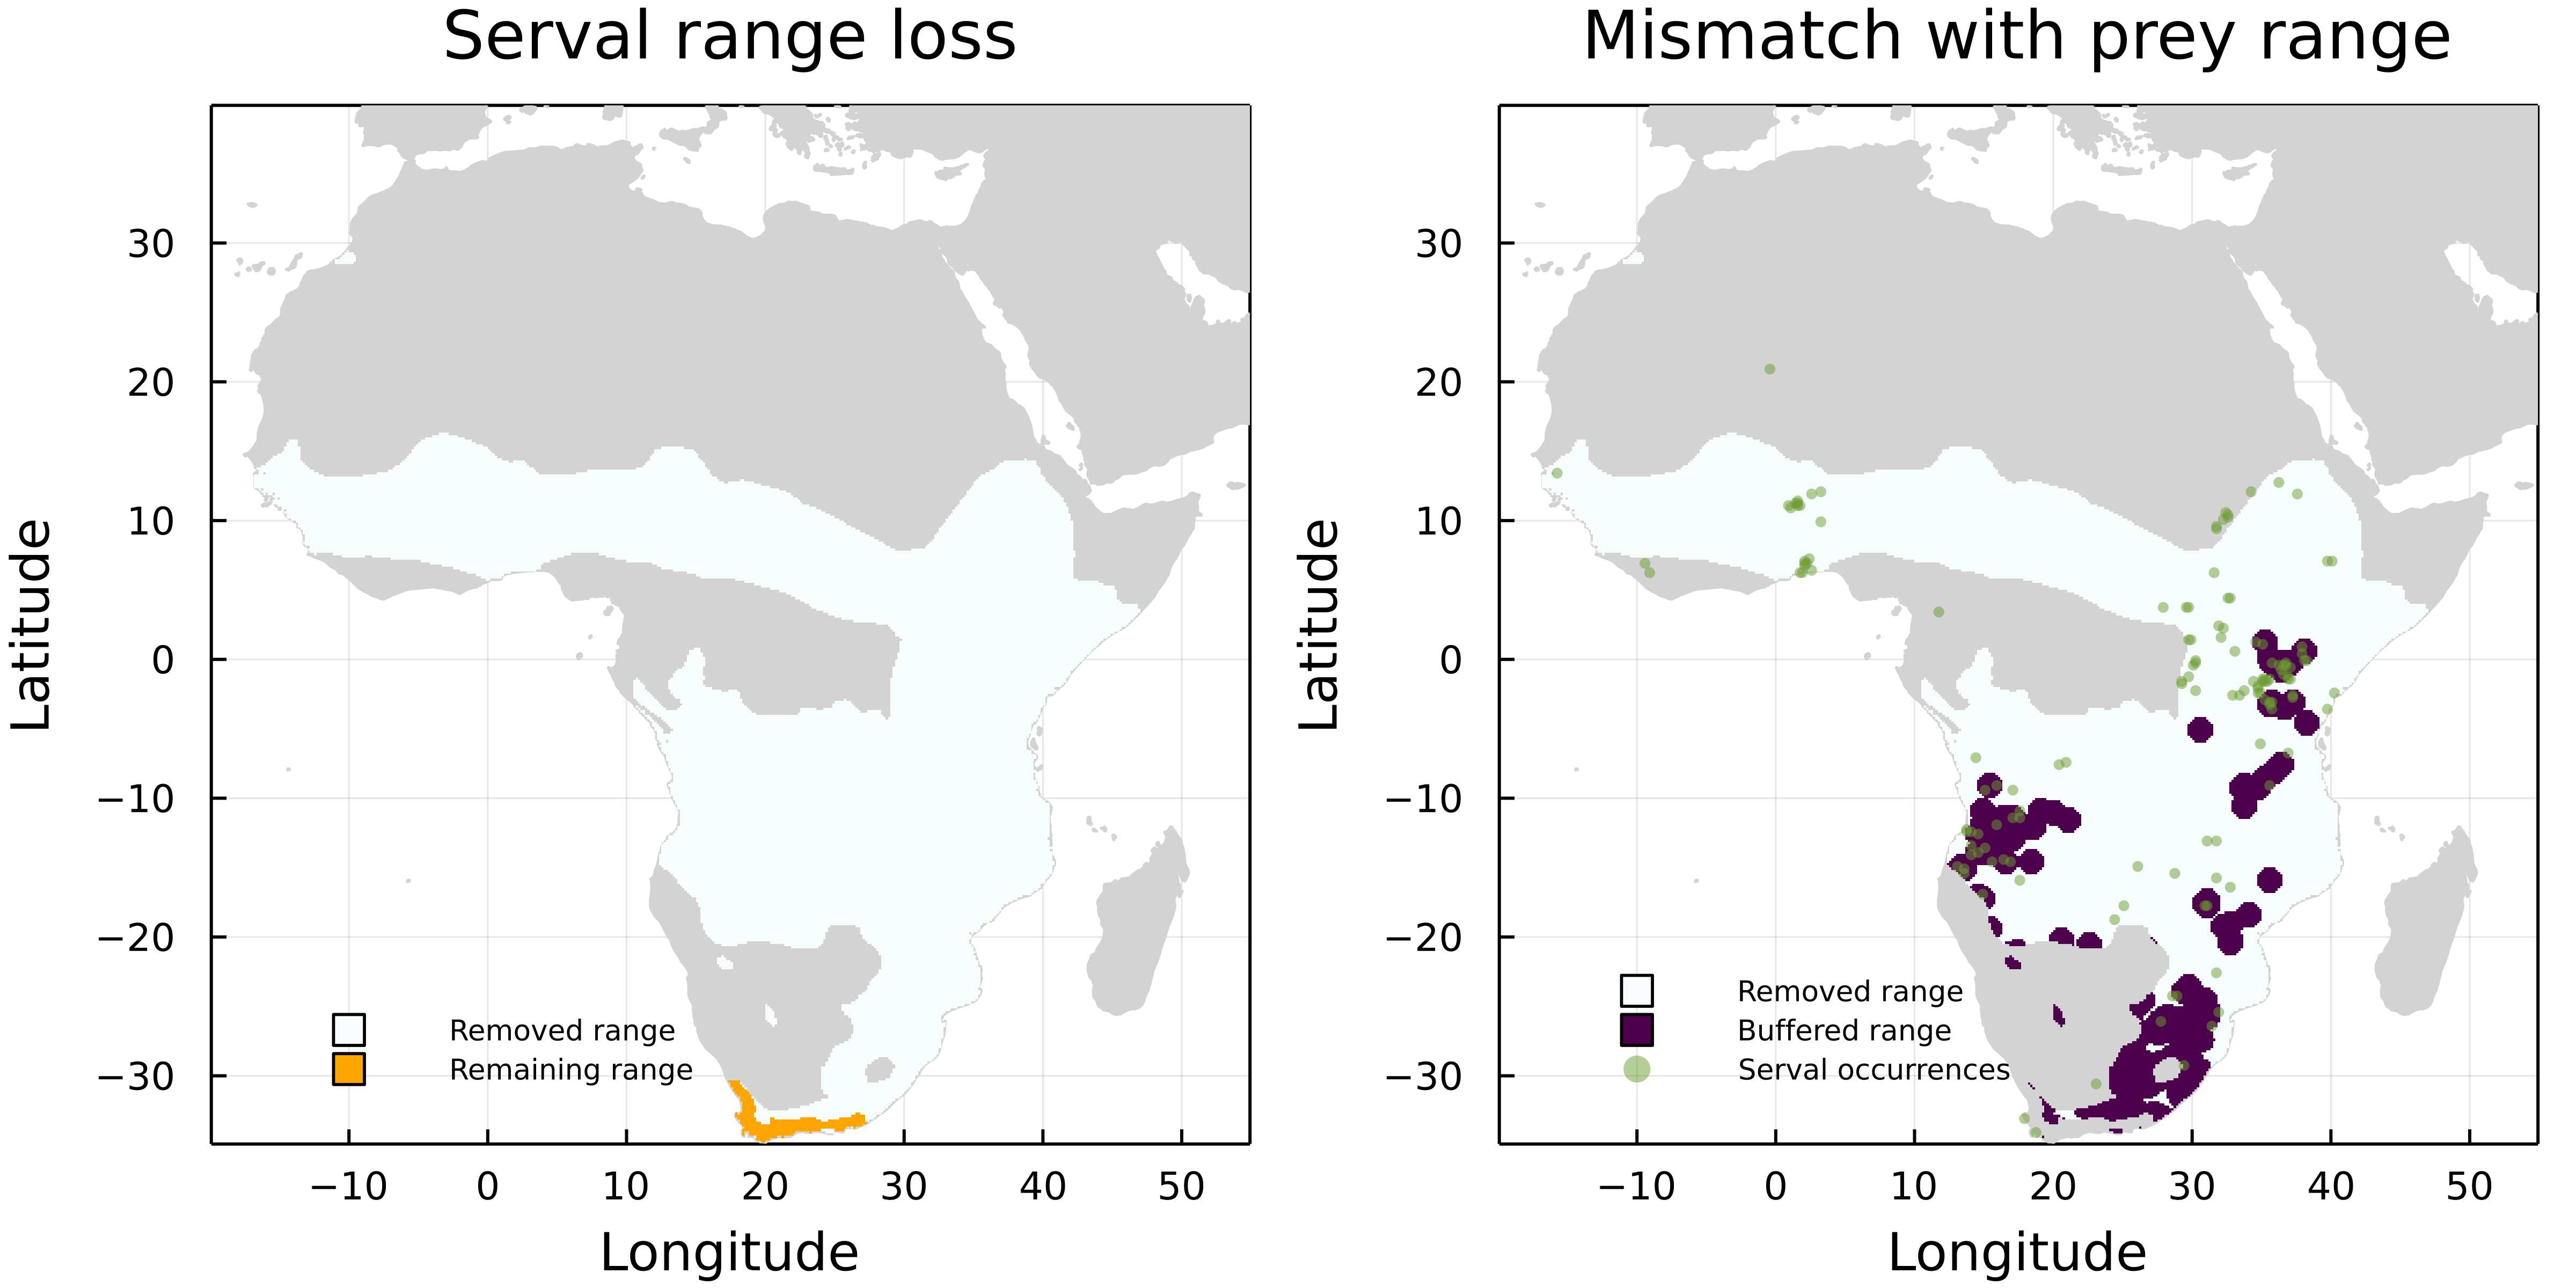 Serval range loss
Latitude
30
20
10
0
−10
−20
−30
Removed range
Remaining range
−10 0 10 20 30 40 50
Longitude
Mismatch with prey range
Latitude
30
20
10
0
−10
−20
−30
Removed range
Buffered range
Serval occurrences
−10 0 10 20 30 40 50
Longitude